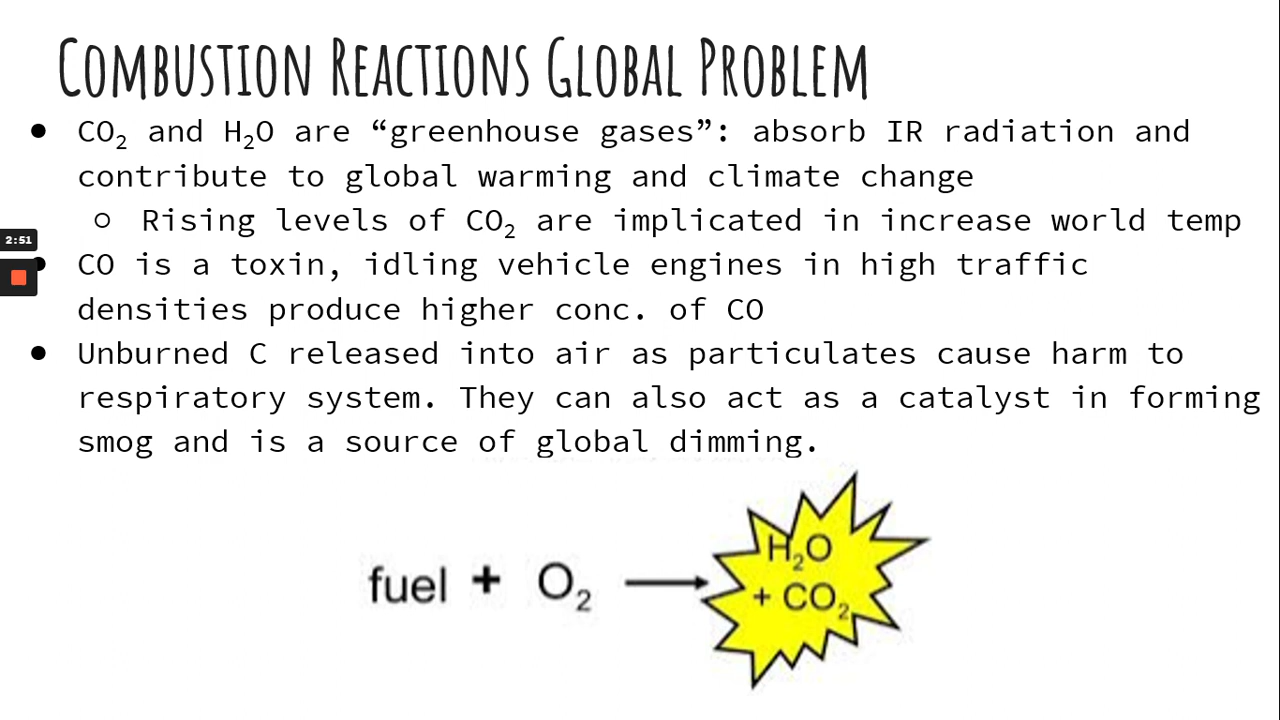 Combustion Reactions Global Problem
● CO₂ and H₂O are “greenhouse gases”: absorb IR radiation and
contribute to global warming and climate change
○ Rising levels of CO₂ are implicated in increase world temp
2:51
● CO is a toxin, idling vehicle engines in high traffic
densities produce higher conc. of CO
● Unburned C released into air as particulates cause harm to
respiratory system. They can also act as a catalyst in forming
smog and is a source of global dimming.
fuel + O₂ → H₂O
+ CO₂